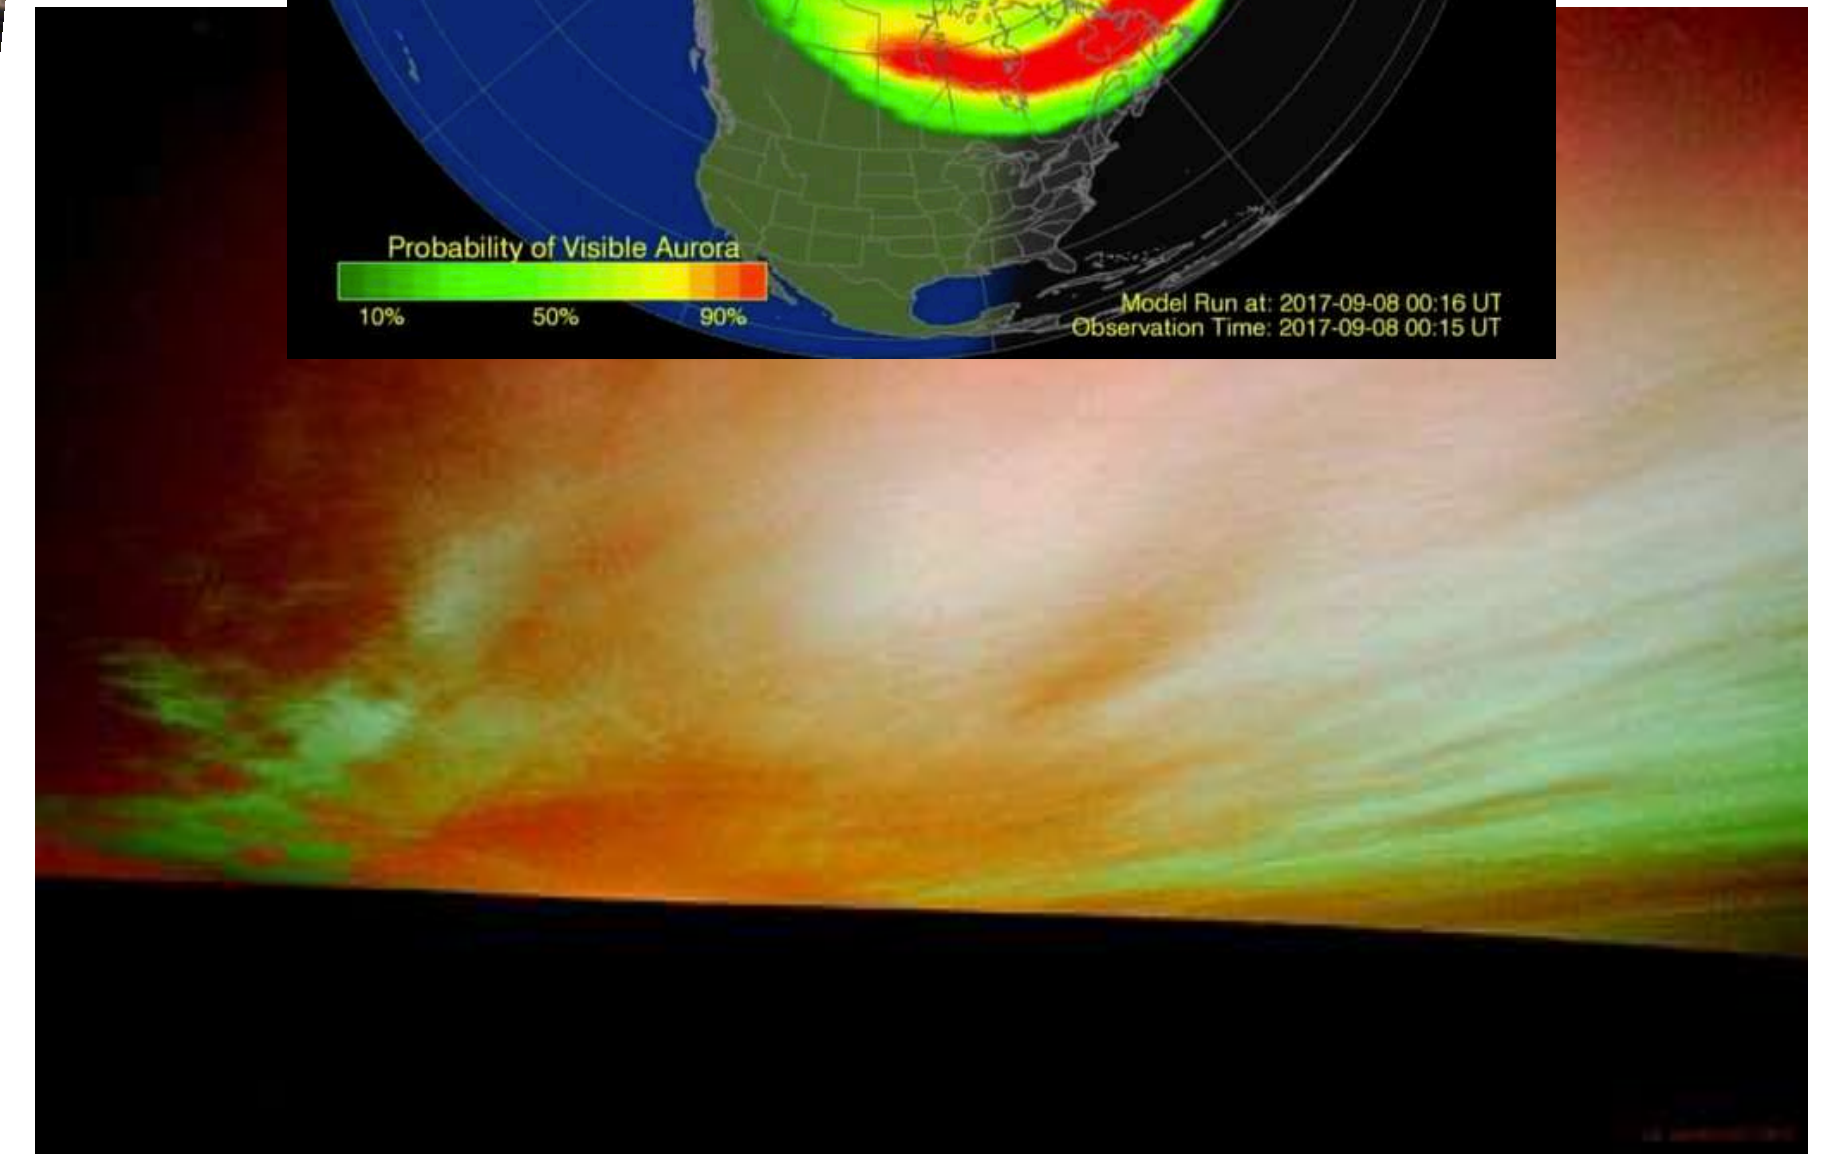 Probability of Visible Aurora
10% 50% 90%
Model Run at: 2017-09-08 00:16 UT
Observation Time: 2017-09-08 00:15 UT